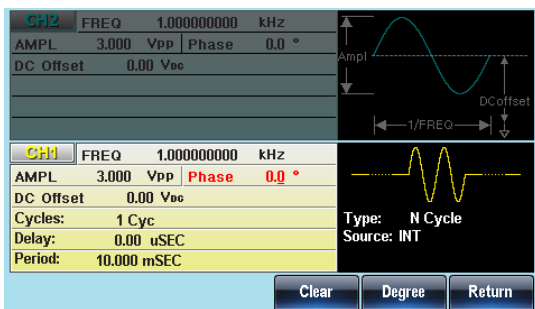 CH2 FREQ 1.000000000 kHz
AMPL 3.000 Vpp Phase 0.0 °
DC Offset 0.00 VDC
Ampl
DCoffset
1/FREQ
CH1 FREQ 1.000000000 kHz
AMPL 3.000 Vpp Phase 0.0 °
DC Offset 0.00 VDC
Cycles: 1 Cyc
Delay: 0.00 uSEC
Period: 10.000 mSEC
Type: N Cycle
Source: INT
Clear Degree Return